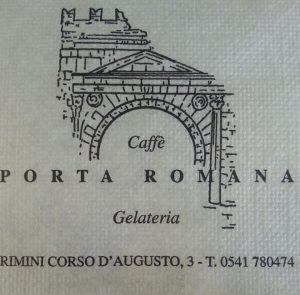 Caffè
PORTA ROMANA
Gelateria
RIMINI CORSO D'AUGUSTO, 3 - T. 0541 780474